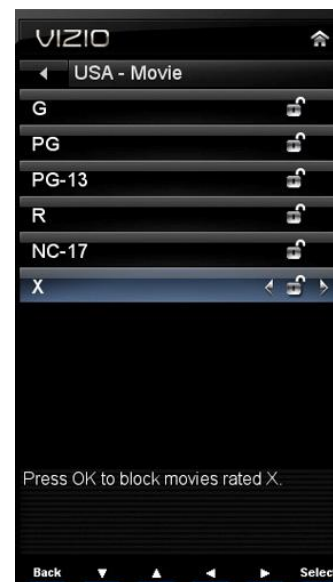 VIZIO
USA - Movie
G
PG
PG-13
R
NC-17
X
Press OK to block movies rated X.
Back Selec